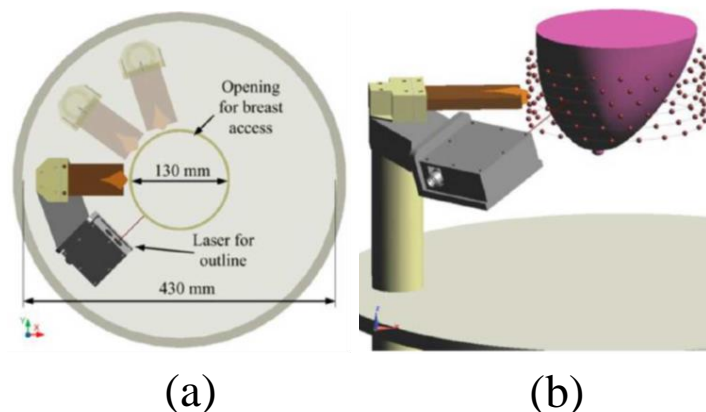 Opening
for breast
access
130 mm
Laser for
outline
430 mm
Y
X
(a)
(b)